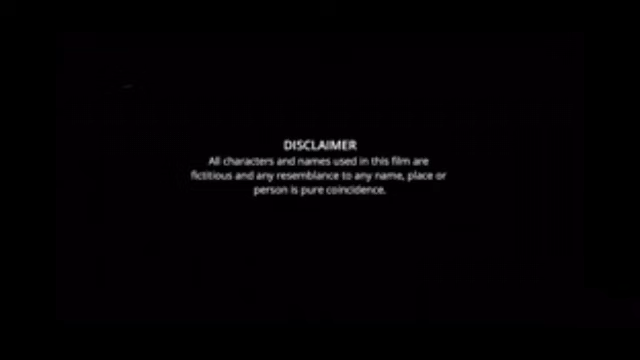 DISCLAIMER
All characters and names used in this film are
fictitious and any resemblance to any name, place or
person is pure coincidence.